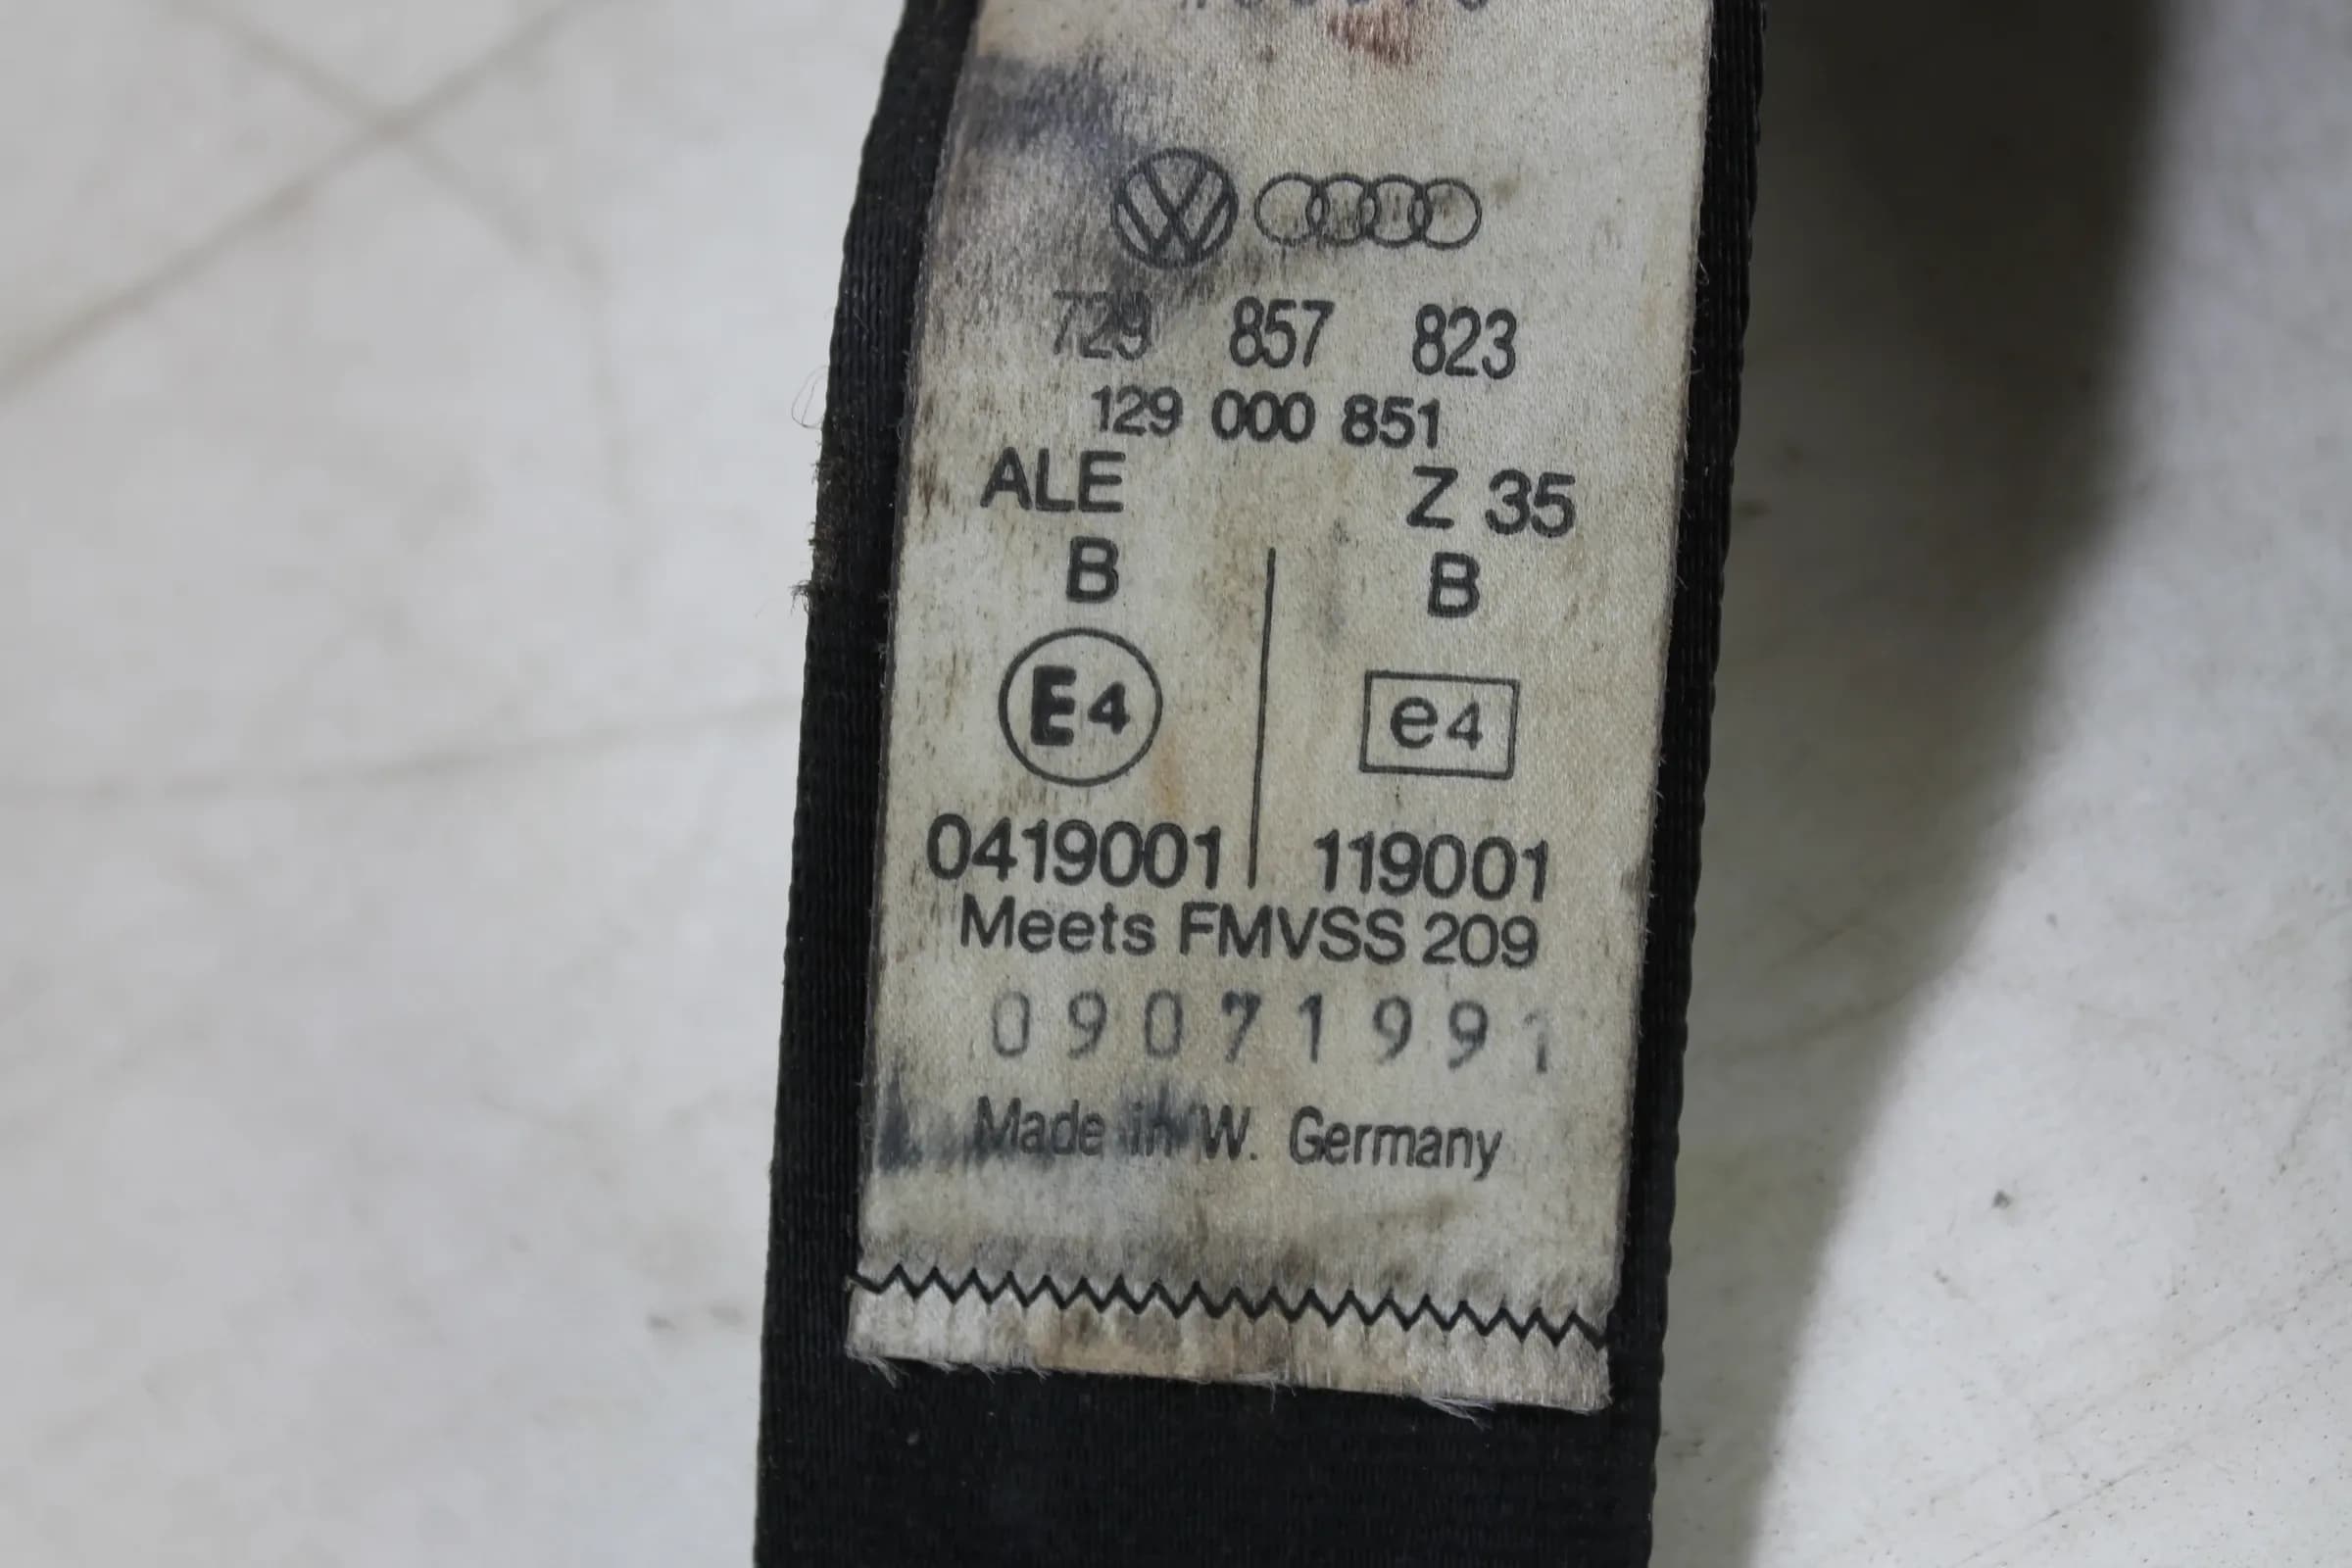 729 857 823
129 000 851
ALE Z 35
B B
E4 e4
0419001 119001
Meets FMVSS 209
09071991
Made in W. Germany